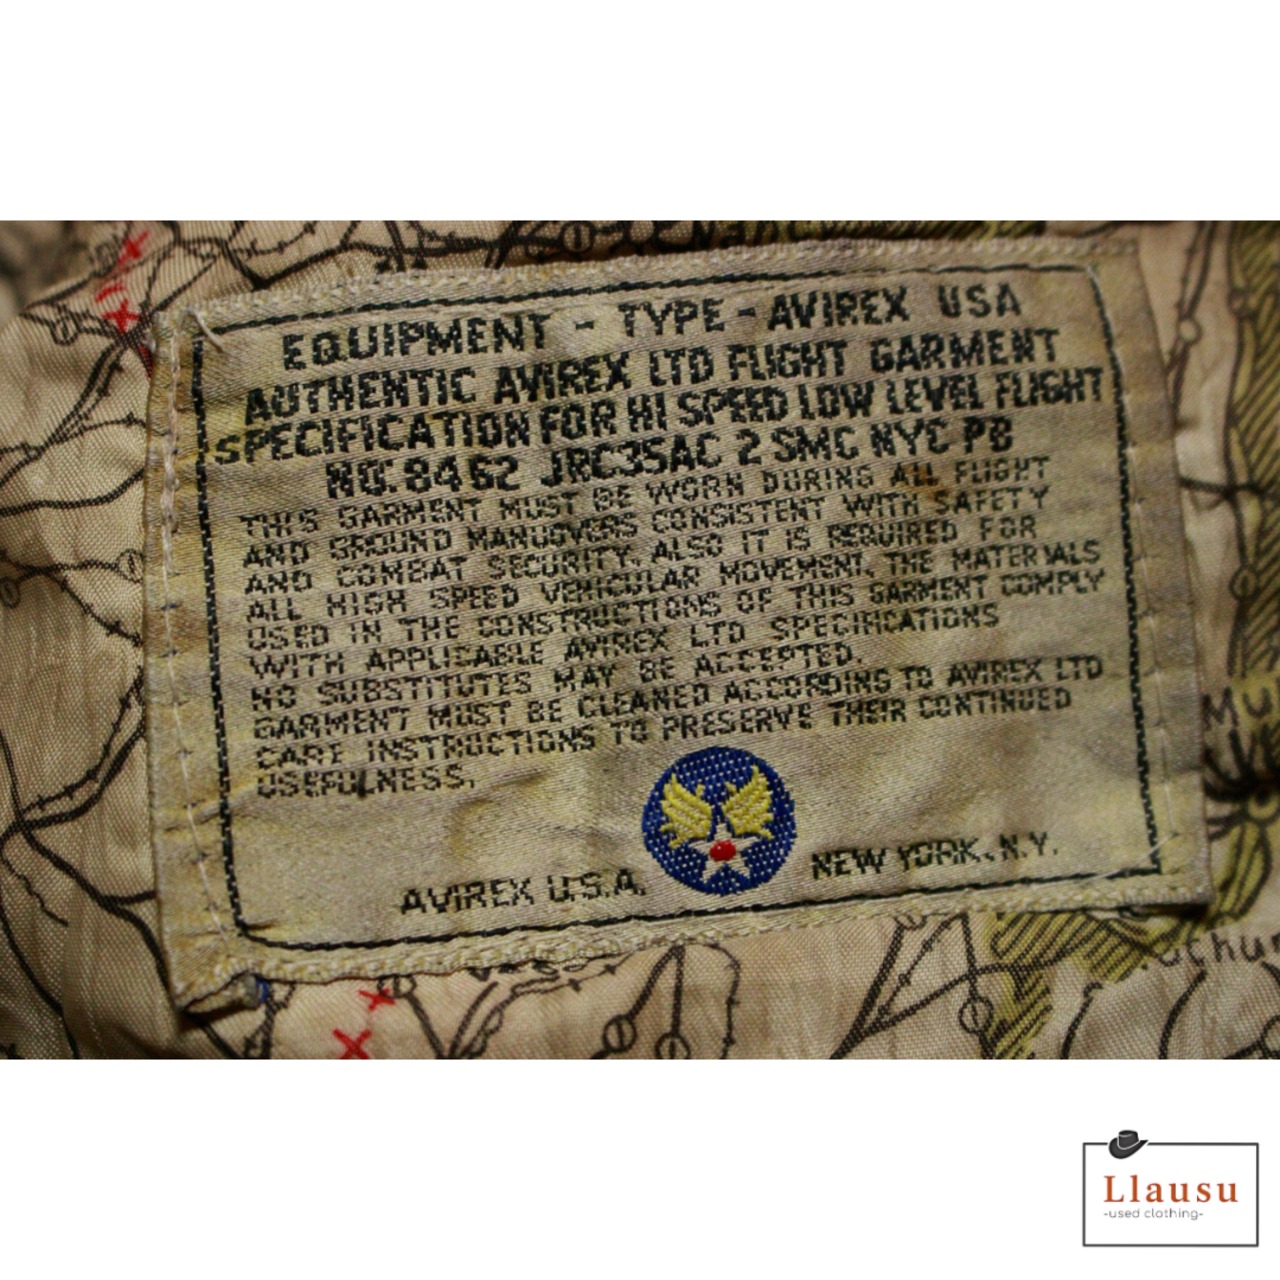 EQUIPMENT - TYPE - AVIREX USA
AUTHENTIC AVIREX LTD FLIGHT GARMENT
SPECIFICATION FOR HI SPEED LOW LEVEL FLIGHT
NO. 8462 JRC35AC 2 SMC NYC PB
THIS GARMENT MUST BE WORN DURING ALL FLIGHT
AND GROUND MANUOVERS CONSISTENT WITH SAFETY
AND COMBAT SECURITY. ALSO IT IS REQUIRED FOR
ALL HIGH SPEED VEHICULAR MOVEMENT. THE MATERIALS
USED IN THE CONSTRUCTIONS OF THIS GARMENT COMPLY
WITH APPLICABLE AVIREX LTD SPECIFICATIONS
NO SUBSTITUTES MAY BE ACCEPTED.
GARMENT MUST BE CLEANED ACCORDING TO AVIREX LTD
CARE INSTRUCTIONS TO PRESERVE THEIR CONTINUED
USEFULNESS.
AVIREX U.S.A. NEW YORK. N.Y.
Llausu
-used clothing-